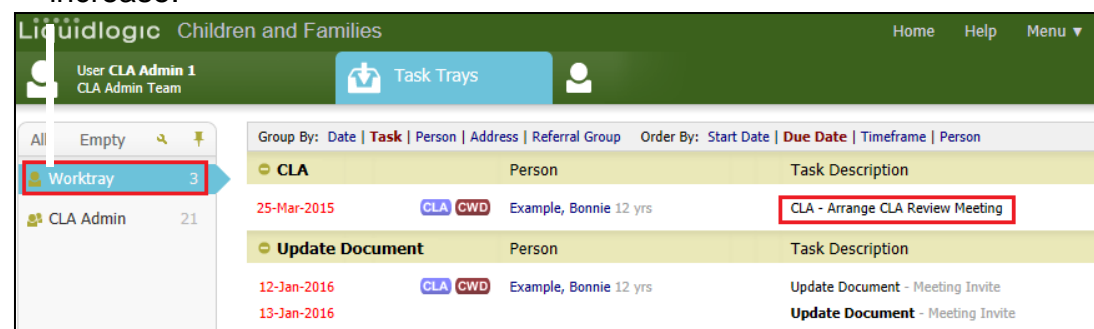 increase.
Liquidlogic Children and Families Home Help Menu ▼
User CLA Admin 1
CLA Admin Team
Task Trays
All Empty
Group By: Date | Task | Person | Address | Referral Group Order By: Start Date | Due Date | Timeframe | Person
Worktray 3
CLA Person Task Description
25-Mar-2015 CLA CWD Example, Bonnie 12 yrs CLA - Arrange CLA Review Meeting
CLA Admin 21
Update Document Person Task Description
12-Jan-2016 CLA CWD Example, Bonnie 12 yrs Update Document - Meeting Invite
13-Jan-2016 Update Document - Meeting Invite